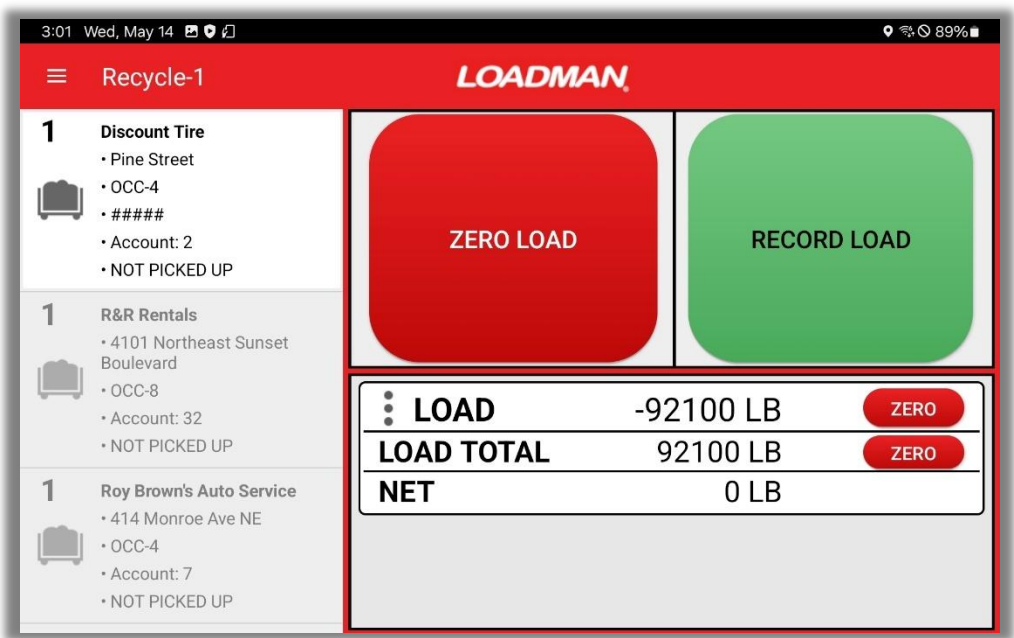 3:01 Wed, May 14
89%
Recycle-1
LOADMAN
1
Discount Tire
• Pine Street
• OCC-4
• #####
• Account: 2
• NOT PICKED UP
1
R&R Rentals
• 4101 Northeast Sunset
Boulevard
• OCC-8
• Account: 32
• NOT PICKED UP
1
Roy Brown's Auto Service
• 414 Monroe Ave NE
• OCC-4
• Account: 7
• NOT PICKED UP
ZERO LOAD
RECORD LOAD
LOAD -92100 LB ZERO
LOAD TOTAL 92100 LB ZERO
NET 0 LB